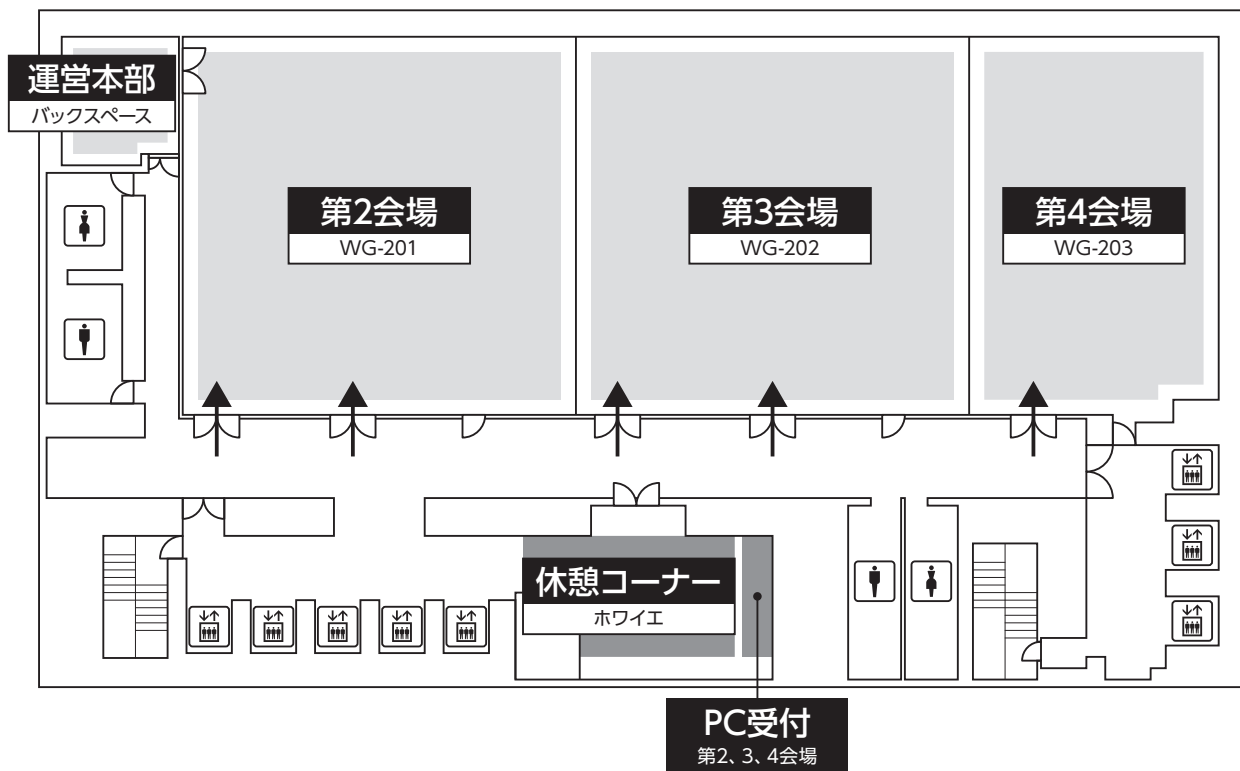 運営本部
バックスペース
第2会場
WG-201
第3会場
WG-202
第4会場
WG-203
休憩コーナー
ホワイエ
PC受付
第2、3、4会場